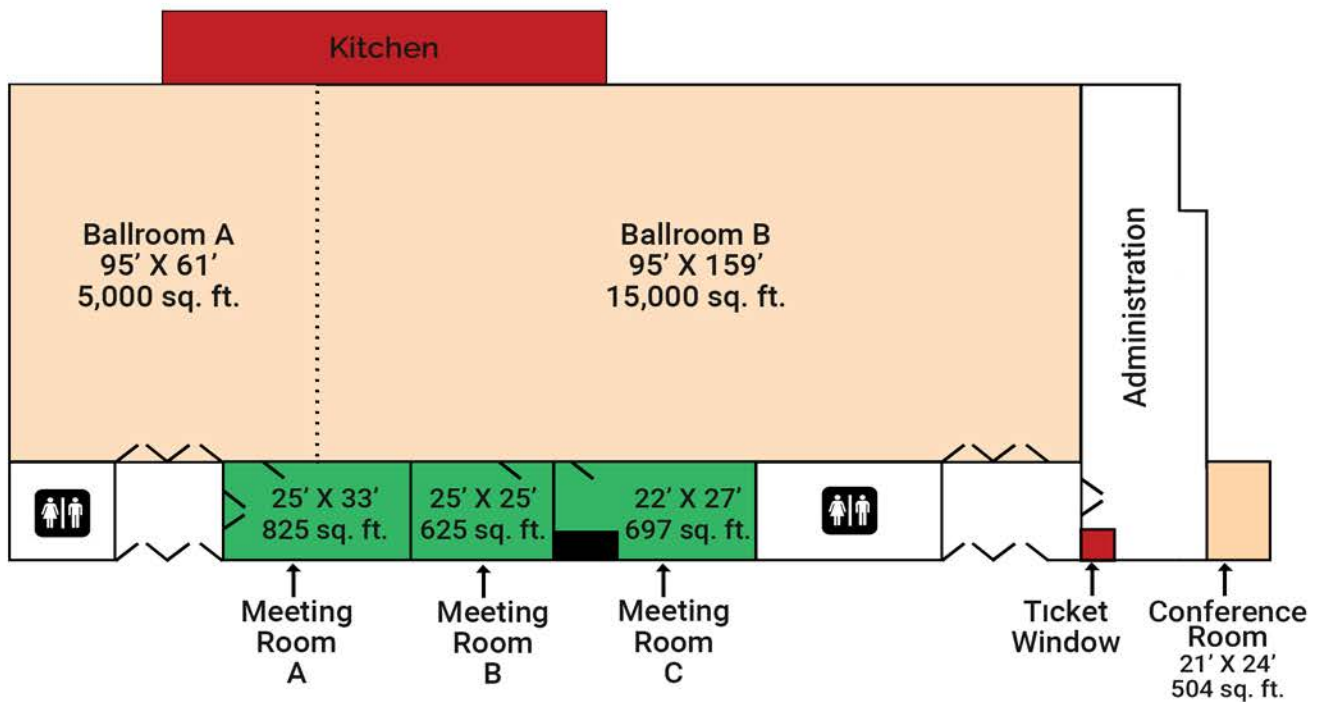 Kitchen
Ballroom A
95’ X 61’
5,000 sq. ft.
Ballroom B
95’ X 159’
15,000 sq. ft.
Administration
25’ X 33’
825 sq. ft.
25’ X 25’
625 sq. ft.
22’ X 27’
697 sq. ft.
Meeting
Room
A
Meeting
Room
B
Meeting
Room
C
Ticket
Window
Conference
Room
21’ X 24’
504 sq. ft.